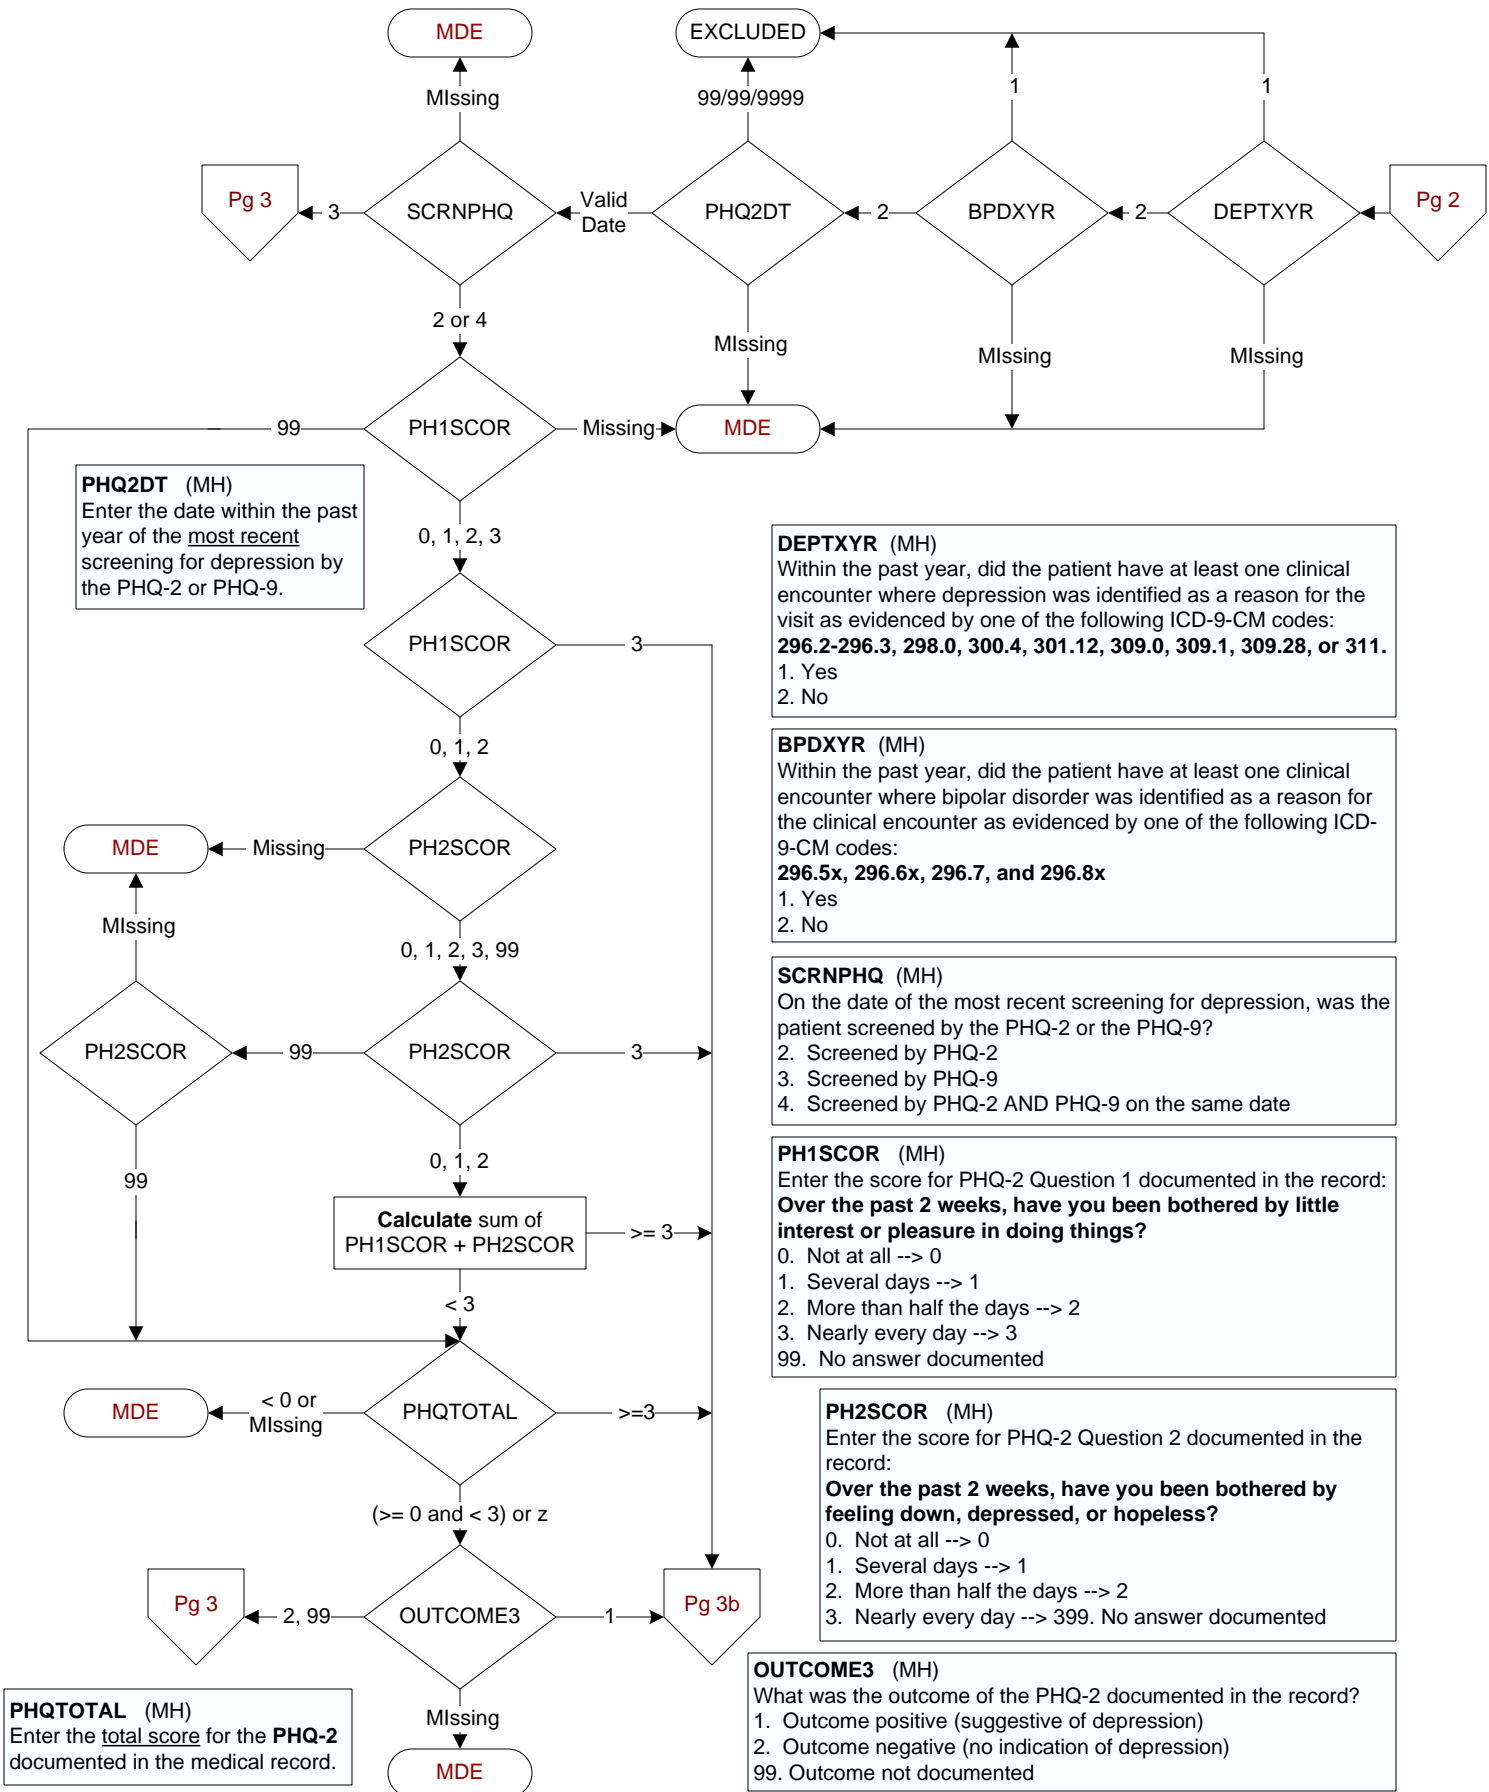 MDE
EXCLUDED
MIssing
99/99/9999
1
1
Pg 3
3
SCRNPHQ
Valid
Date
PHQ2DT
2
BPDXYR
2
DEPTXYR
Pg 2
2 or 4
MIssing
MIssing
MIssing
99
PH1SCOR
Missing
MDE
PHQ2DT (MH)
Enter the date within the past
year of the most recent
screening for depression by
the PHQ-2 or PHQ-9.
0, 1, 2, 3
PH1SCOR
3
0, 1, 2
MDE
Missing
PH2SCOR
MIssing
0, 1, 2, 3, 99
PH2SCOR
99
PH2SCOR
3
99
0, 1, 2
Calculate sum of
PH1SCOR + PH2SCOR
>= 3
< 3
MDE
< 0 or
MIssing
PHQTOTAL
>=3
(>= 0 and < 3) or z
Pg 3
2, 99
OUTCOME3
1
Pg 3b
MIssing
MDE
PHQTOTAL (MH)
Enter the total score for the PHQ-2
documented in the medical record.
DEPTXYR (MH)
Within the past year, did the patient have at least one clinical
encounter where depression was identified as a reason for the
visit as evidenced by one of the following ICD-9-CM codes:
296.2-296.3, 298.0, 300.4, 301.12, 309.0, 309.1, 309.28, or 311.
1. Yes
2. No
BPDXYR (MH)
Within the past year, did the patient have at least one clinical
encounter where bipolar disorder was identified as a reason for
the clinical encounter as evidenced by one of the following ICD-
9-CM codes:
296.5x, 296.6x, 296.7, and 296.8x
1. Yes
2. No
SCRNPHQ (MH)
On the date of the most recent screening for depression, was the
patient screened by the PHQ-2 or the PHQ-9?
2. Screened by PHQ-2
3. Screened by PHQ-9
4. Screened by PHQ-2 AND PHQ-9 on the same date
PH1SCOR (MH)
Enter the score for PHQ-2 Question 1 documented in the record:
Over the past 2 weeks, have you been bothered by little
interest or pleasure in doing things?
0. Not at all --> 0
1. Several days --> 1
2. More than half the days --> 2
3. Nearly every day --> 3
99. No answer documented
PH2SCOR (MH)
Enter the score for PHQ-2 Question 2 documented in the
record:
Over the past 2 weeks, have you been bothered by
feeling down, depressed, or hopeless?
0. Not at all --> 0
1. Several days --> 1
2. More than half the days --> 2
3. Nearly every day --> 399. No answer documented
OUTCOME3 (MH)
What was the outcome of the PHQ-2 documented in the record?
1. Outcome positive (suggestive of depression)
2. Outcome negative (no indication of depression)
99. Outcome not documented